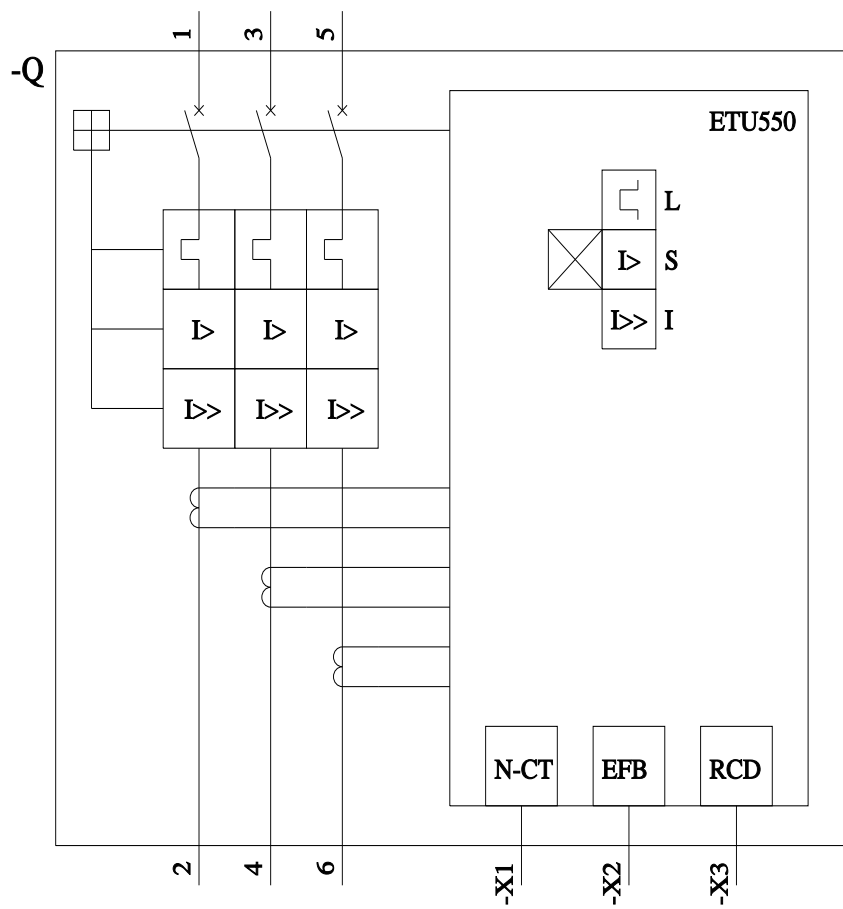 1 3 5
-Q
ETU550
L
I> S
I>> I
I> I> I>
I>> I>> I>>
N-CT EFB RCD
2 4 6 -X1 -X2 -X3